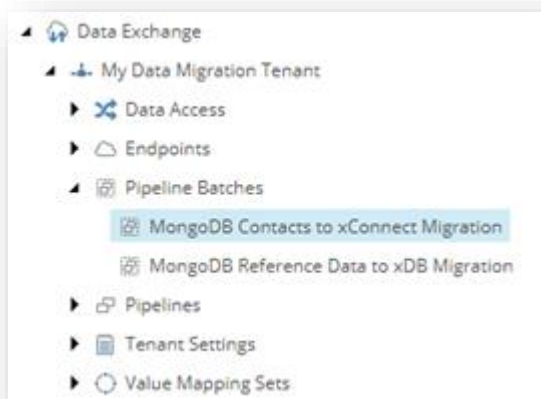 Data Exchange
My Data Migration Tenant
Data Access
Endpoints
Pipeline Batches
MongoDB Contacts to xConnect Migration
MongoDB Reference Data to xDB Migration
Pipelines
Tenant Settings
Value Mapping Sets